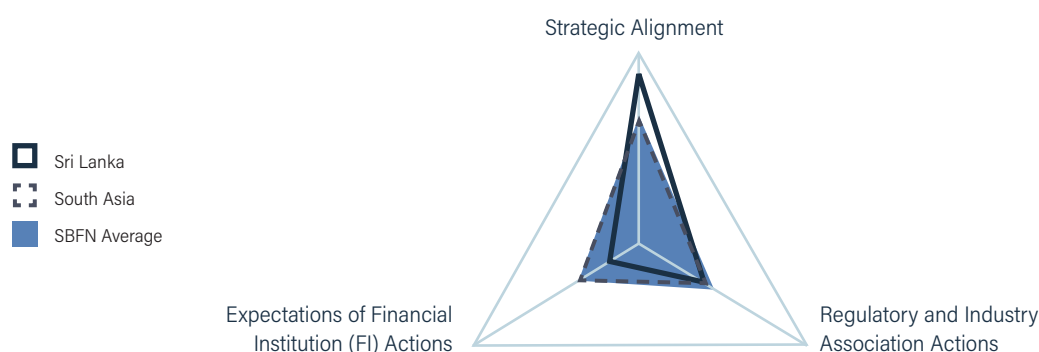 Strategic Alignment
Sri Lanka
South Asia
SBFN Average
Expectations of Financial
Institution (FI) Actions
Regulatory and Industry
Association Actions